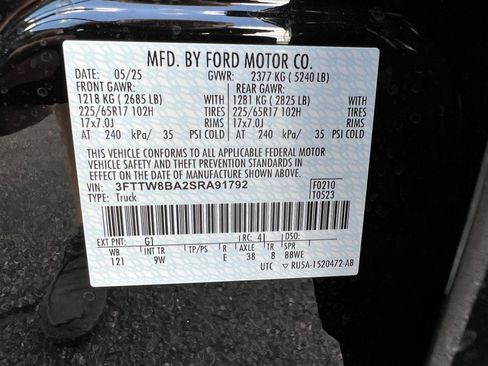 MFD. BY FORD MOTOR CO.
DATE: 05/25 GVWR: 2377 KG ( 5240 LB)
FRONT GAWR: REAR GAWR:
1218 KG ( 2685 LB) WITH 1281 KG ( 2825 LB) WITH
225/65R17 102H TIRES 225/65R17 102H TIRES
17x7.0J RIMS 17x7.0J RIMS
AT 240 kPa/ 35 PSI COLD AT 240 kPa/ 35 PSI COLD
THIS VEHICLE CONFORMS TO ALL APPLICABLE FEDERAL MOTOR
VEHICLE SAFETY AND THEFT PREVENTION STANDARDS IN
EFFECT ON THE DATE OF MANUFACTURE SHOWN ABOVE.
VIN: 3FTTW8BA2SRA91792 F0210
TYPE: Truck T0523
EXT PNT: G1 RC: 41 DSO:
WB INT TR TP/PS R AXLE TR SPR
121 9W E 38 8 BBWE
UTC ▽ RU5A-1520472-AB